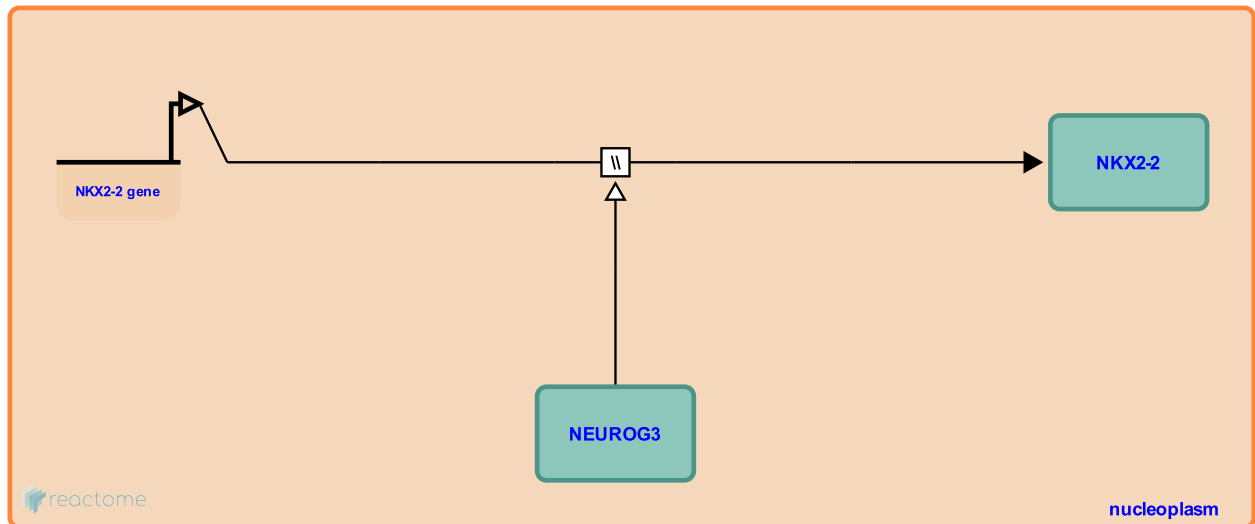 NKX2-2 gene
\\
NKX2-2
NEUROG3
reactome
nucleoplasm